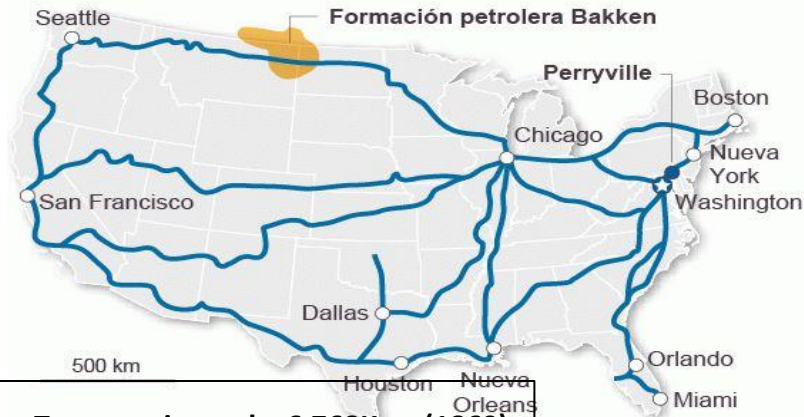 Seattle
Formación petrolera Bakken
Perryville
Boston
Chicago
Nueva
York
San Francisco
Washington
Dallas
500 km
Orlando
Houston
Nueva
Orleans
Miami